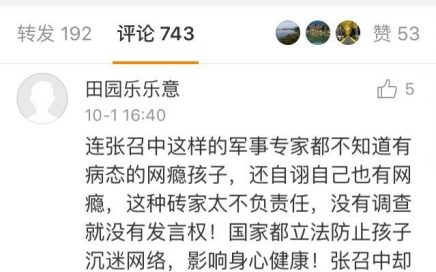 转发 192 评论 743 赞 53
田园乐乐意 5
10-1 16:40
连张召中这样的军事专家都不知道有
病态的网瘾孩子，还自诩自己也有网
瘾，这种砖家太不负责任，没有调查
就没有发言权！国家都立法防止孩子
沉迷网络，影响身心健康！张召中却